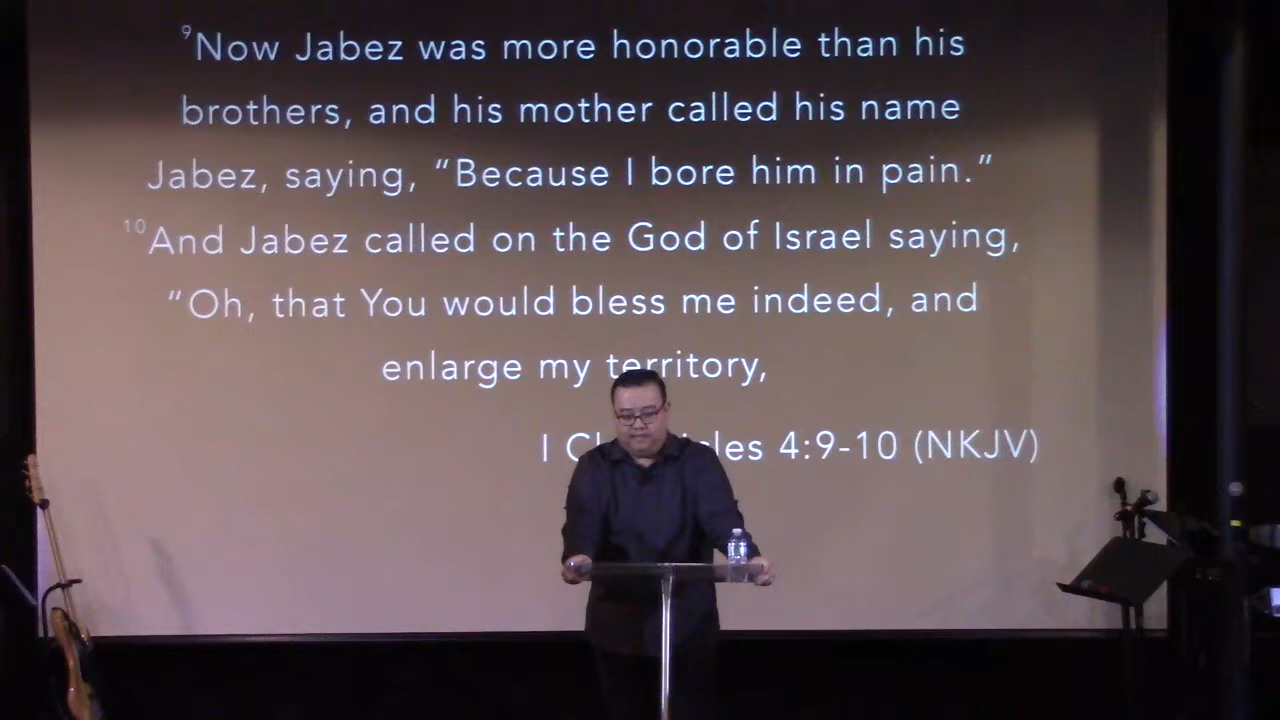 ⁹Now Jabez was more honorable than his
brothers, and his mother called his name
Jabez, saying, “Because I bore him in pain.”
¹⁰And Jabez called on the God of Israel saying,
“Oh, that You would bless me indeed, and
enlarge my territory,
I Chronicles 4:9-10 (NKJV)